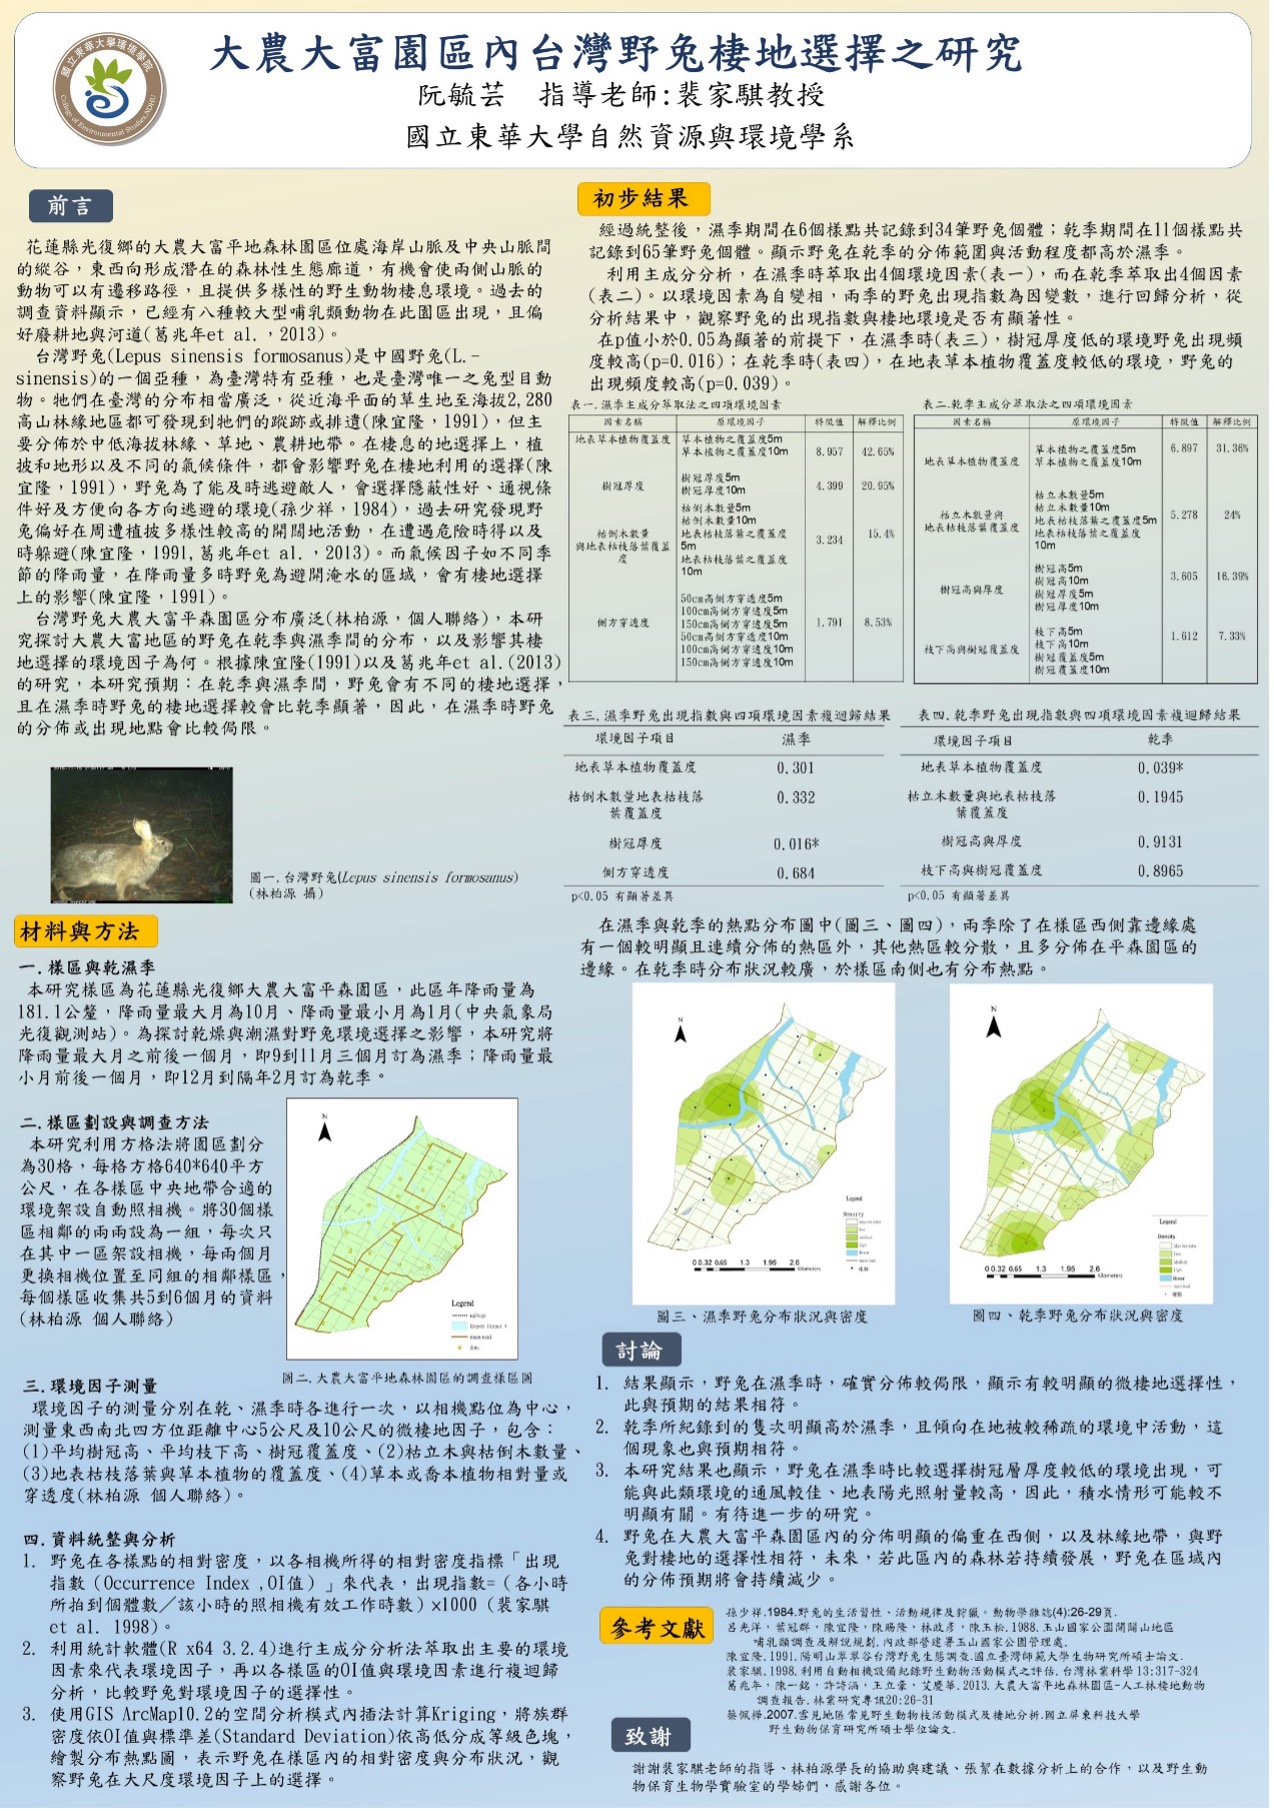 大農大富園區內台灣野兔棲地選擇之研究
阮毓芸　指導老師:裴家騏教授
國立東華大學自然資源與環境學系
國立東華大學環境學院
College of Environmental Studies,NDHU
前言
花蓮縣光復鄉的大農大富平地森林園區位處海岸山脈及中央山脈間
的縱谷，東西向形成潛在的森林性生態廊道，有機會使兩側山脈的
動物可以有遷移路徑，且提供多樣性的野生動物棲息環境。過去的
調查資料顯示，已經有八種較大型哺乳類動物在此園區出現，且偏
好廢耕地與河道(葛兆年et al.，2013)。
台灣野兔(Lepus sinensis formosanus)是中國野兔(L.-
sinensis)的一個亞種，為臺灣特有亞種，也是臺灣唯一之兔型目動
物。牠們在臺灣的分布相當廣泛，從近海平面的草生地至海拔2,280
高山林緣地區都可發現到牠們的蹤跡或排遺(陳宜隆，1991)，但主
要分佈於中低海拔林緣、草地、農耕地帶。在棲息的地選擇上，植
披和地形以及不同的氣候條件，都會影響野兔在棲地利用的選擇(陳
宜隆，1991)，野兔為了能及時逃避敵人，會選擇隱蔽性好、通視條
件好及方便向各方向逃避的環境(孫少祥，1984)，過去研究發現野
兔偏好在周遭植披多樣性較高的開闊地活動，在遭遇危險時得以及
時躲避(陳宜隆，1991,葛兆年et al.，2013)。而氣候因子如不同季
節的降雨量，在降雨量多時野兔為避開淹水的區域，會有棲地選擇
上的影響(陳宜隆，1991)。
台灣野兔大農大富平森園區分布廣泛(林柏源，個人聯絡)，本研
究探討大農大富地區的野兔在乾季與濕季間的分布，以及影響其棲
地選擇的環境因子為何。根據陳宜隆(1991)以及葛兆年et al.(2013)
的研究，本研究預期：在乾季與濕季間，野兔會有不同的棲地選擇，
且在濕季時野兔的棲地選擇較會比乾季顯著，因此，在濕季時野兔
的分佈或出現地點會比較侷限。
圖一.台灣野兔(Lepus sinensis formosanus)
(林柏源 攝)
材料與方法
一.樣區與乾濕季
本研究樣區為花蓮縣光復鄉大農大富平森園區，此區年降雨量為
181.1公釐，降雨量最大月為10月、降雨量最小月為1月(中央氣象局
光復觀測站)。為探討乾燥與潮濕對野兔環境選擇之影響，本研究將
降雨量最大月之前後一個月，即9到11月三個月訂為濕季；降雨量最
小月前後一個月，即12月到隔年2月訂為乾季。
二.樣區劃設與調查方法
本研究利用方格法將園區劃分
為30格，每格方格640*640平方
公尺，在各樣區中央地帶合適的
環境架設自動照相機。將30個樣
區相鄰的兩兩設為一組，每次只
在其中一區架設相機，每兩個月
更換相機位置至同組的相鄰樣區，
每個樣區收集共5到6個月的資料
(林柏源 個人聯絡)
N
Legend
圖二.大農大富平地森林園區的調查樣區圖
三.環境因子測量
環境因子的測量分別在乾、濕季時各進行一次，以相機點位為中心，
測量東西南北四方位距離中心5公尺及10公尺的微棲地因子，包含：
(1)平均樹冠高、平均枝下高、樹冠覆蓋度、(2)枯立木與枯倒木數量、
(3)地表枯枝落葉與草本植物的覆蓋度、(4)草本或喬本植物相對量或
穿透度(林柏源 個人聯絡)。
四.資料統整與分析
1. 野兔在各樣點的相對密度，以各相機所得的相對密度指標「出現
指數（Occurrence Index ,OI值）」來代表，出現指數=（各小時
所拍到個體數／該小時的照相機有效工作時數）×1000（裴家騏
et al. 1998)。
2. 利用統計軟體(R x64 3.2.4)進行主成分分析法萃取出主要的環境
因素來代表環境因子，再以各樣區的OI值與環境因素進行複迴歸
分析，比較野兔對環境因子的選擇性。
3. 使用GIS ArcMap10.2的空間分析模式內插法計算Kriging，將族群
密度依OI值與標準差(Standard Deviation)依高低分成等級色塊，
繪製分布熱點圖，表示野兔在樣區內的相對密度與分布狀況，觀
察野兔在大尺度環境因子上的選擇。
初步結果
經過統整後，濕季期間在6個樣點共記錄到34筆野兔個體；乾季期間在11個樣點共
記錄到65筆野兔個體。顯示野兔在乾季的分佈範圍與活動程度都高於濕季。
利用主成分分析，在濕季時萃取出4個環境因素(表一)，而在乾季萃取出4個因素
(表二)。以環境因素為自變相，兩季的野兔出現指數為因變數，進行回歸分析，從
分析結果中，觀察野兔的出現指數與棲地環境是否有顯著性。
在p值小於0.05為顯著的前提下，在濕季時(表三)，樹冠厚度低的環境野兔出現頻
度較高(p=0.016)；在乾季時(表四)，在地表草本植物覆蓋度較低的環境，野兔的
出現頻度較高(p=0.039)。
表一.濕季主成分萃取法之四項環境因素
因素名稱 原環境因子 特徵值 解釋比例
地表草本植物覆蓋度 草本植物之覆蓋度5m
草本植物之覆蓋度10m 8.957 42.65%
樹冠厚度 樹冠厚度5m
樹冠厚度10m 4.399 20.95%
枯倒木數量
與地表枯枝落葉覆蓋
度 枯倒木數量5m
枯倒木數量10m
地表枯枝落葉之覆蓋度
5m
地表枯枝落葉之覆蓋度
10m 3.234 15.4%
側方穿透度 50cm高側方穿透度5m
100cm高側方穿透度5m
150cm高側方穿透度5m
50cm高側方穿透度10m
100cm高側方穿透度10m
150cm高側方穿透度10m 1.791 8.53%
表二.乾季主成分萃取法之四項環境因素
因素名稱 原環境因子 特徵值 解釋比例
地表草本植物覆蓋度 草本植物之覆蓋度5m
草本植物之覆蓋度10m 6.897 31.36%
枯立木數量與
地表枯枝落葉覆蓋度 枯立木數量5m
枯立木數量10m
地表枯枝落葉之覆蓋度5m
地表枯枝落葉之覆蓋度
10m 5.278 24%
樹冠高與厚度 樹冠高5m
樹冠高10m
樹冠厚度5m
樹冠厚度10m 3.605 16.39%
枝下高與樹冠覆蓋度 枝下高5m
枝下高10m
樹冠覆蓋度5m
樹冠覆蓋度10m 1.612 7.33%
表三.濕季野兔出現指數與四項環境因素複迴歸結果
環境因子項目 濕季
地表草本植物覆蓋度 0.301
枯倒木數量地表枯枝落
葉覆蓋度 0.332
樹冠厚度 0.016*
側方穿透度 0.684
p<0.05 有顯著差異
表四.乾季野兔出現指數與四項環境因素複迴歸結果
環境因子項目 乾季
地表草本植物覆蓋度 0.039*
枯立木數量與地表枯枝落
葉覆蓋度 0.1945
樹冠高與厚度 0.9131
枝下高與樹冠覆蓋度 0.8965
p<0.05 有顯著差異
在濕季與乾季的熱點分布圖中(圖三、圖四)，兩季除了在樣區西側靠邊緣處
有一個較明顯且連續分佈的熱區外，其他熱區較分散，且多分佈在平森園區的
邊緣。在乾季時分布狀況較廣，於樣區南側也有分布熱點。
N
Legend
Density
0 0.32 0.65 1.3 1.95 2.6
Kilometers
圖三、濕季野兔分布狀況與密度
N
Legend
Density
0 0.32 0.65 1.3 1.95 2.6
Kilometers
圖四、乾季野兔分布狀況與密度
討論
1. 結果顯示，野兔在濕季時，確實分佈較侷限，顯示有較明顯的微棲地選擇性，
此與預期的結果相符。
2. 乾季所紀錄到的隻次明顯高於濕季，且傾向在地被較稀疏的環境中活動，這
個現象也與預期相符。
3. 本研究結果也顯示，野兔在濕季時比較選擇樹冠層厚度較低的環境出現，可
能與此類環境的通風較佳、地表陽光照射量較高，因此，積水情形可能較不
明顯有關。有待進一步的研究。
4. 野兔在大農大富平森園區內的分佈明顯的偏重在西側，以及林緣地帶，與野
兔對棲地的選擇性相符，未來，若此區內的森林若持續發展，野兔在區域內
的分佈預期將會持續減少。
參考文獻
孫少祥.1984.野兔的生活習性、活動規律及狩獵。動物學雜誌(4):26-29頁.
呂光洋，葉冠群，陳宜隆，陳賜隆，林政彥，陳玉松.1988.玉山國家公園關山地區
哺乳類調查及解說規劃.內政部營建署玉山國家公園管理處.
陳宜隆.1991.陽明山翠翠谷台灣野兔生態調查.國立臺灣師範大學生物研究所碩士論文.
裴家騏.1998.利用自動相機設備紀錄野生動物活動模式之評估.台灣林業科學 13:317-324
葛兆年，陳一銘，許詩涵，王立豪，艾慶華.2013.大農大富平地森林園區-人工林棲地動物
調查報告.林業研究專訊20:26-31
蔡佩樺.2007.雪見地區常見野生動物枝活動模式及棲地分析.國立屏東科技大學
野生動物保育研究所碩士學位論文.
致謝
謝謝裴家騏老師的指導、林柏源學長的協助與建議、張絜在數據分析上的合作，以及野生動
物保育生物學實驗室的學姊們，感謝各位。